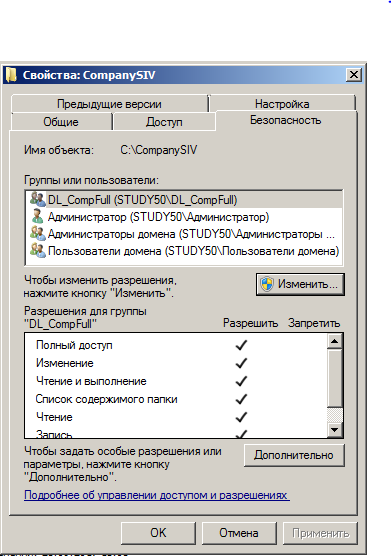 Свойства: CompanySIV
Предыдущие версии
Настройка
Общие
Доступ
Безопасность
Имя объекта: C:\CompanySIV
Группы или пользователи:
DL_CompFull (STUDY50\DL_CompFull)
Администратор (STUDY50\Администратор)
Администраторы домена (STUDY50\Администраторы ...
Пользователи домена (STUDY50\Пользователи домена)
Чтобы изменить разрешения,
нажмите кнопку "Изменить".
Изменить...
Разрешения для группы
"DL_CompFull"
Разрешить
Запретить
Полный доступ
Изменение
Чтение и выполнение
Список содержимого папки
Чтение
Запись
Чтобы задать особые разрешения или
параметры, нажмите кнопку
"Дополнительно".
Дополнительно
Подробнее об управлении доступом и разрешениях
OK
Отмена
Применить